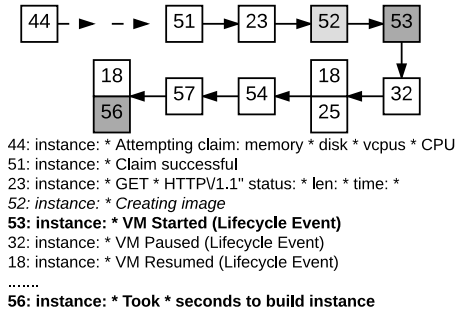 44 51 23 52 53
18 18
56 57 54 25 32
44: instance: * Attempting claim: memory * disk * vcpus * CPU
51: instance: * Claim successful
23: instance: * GET * HTTP\/1.1" status: * len: * time: *
52: instance: * Creating image
53: instance: * VM Started (Lifecycle Event)
32: instance: * VM Paused (Lifecycle Event)
18: instance: * VM Resumed (Lifecycle Event)
.......
56: instance: * Took * seconds to build instance